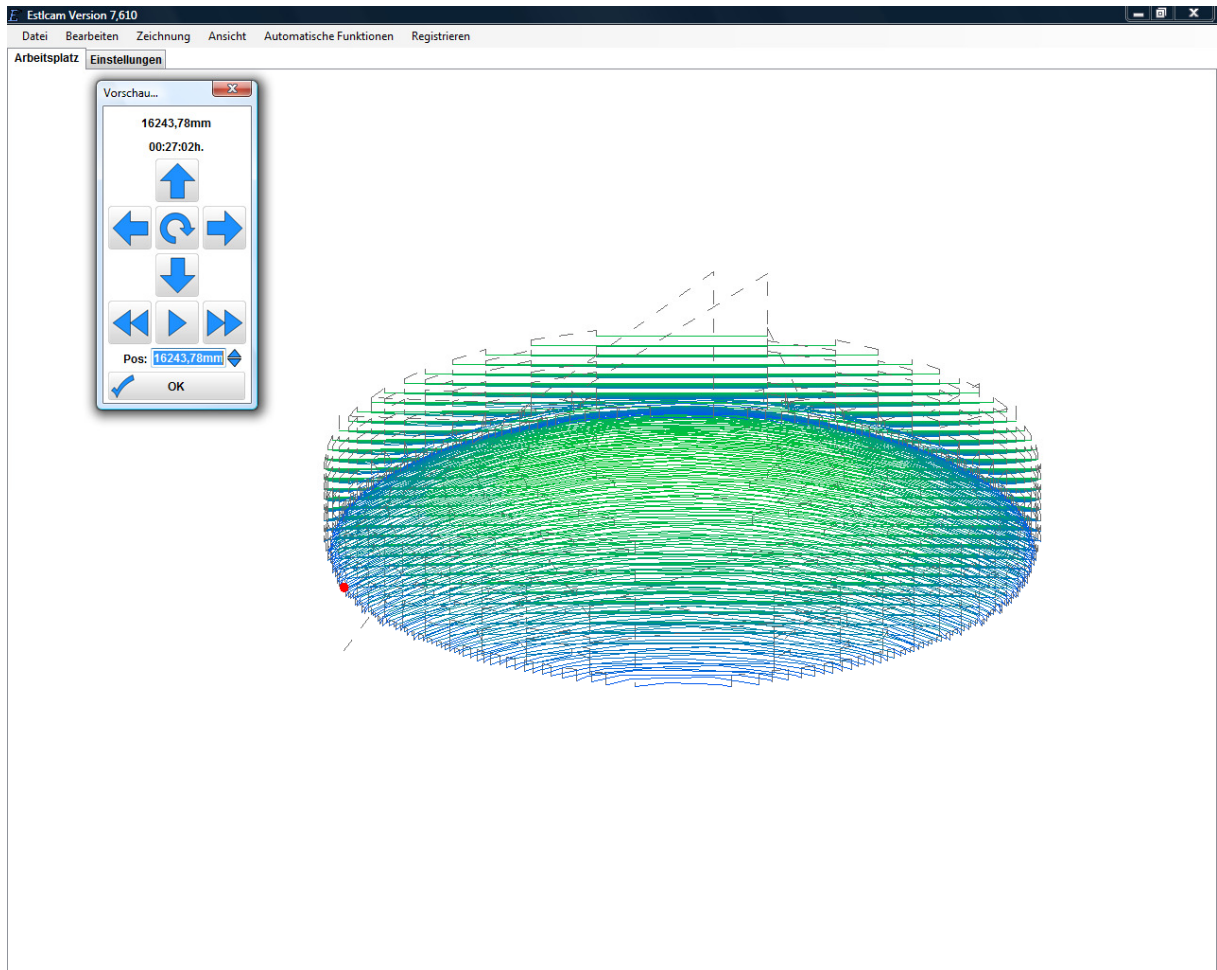 E Estlcam Version 7,610
Datei Bearbeiten Zeichnung Ansicht Automatische Funktionen Registrieren
Arbeitsplatz Einstellungen
Vorschau...
16243,78mm
00:27:02h.
Pos: 16243,78mm
OK